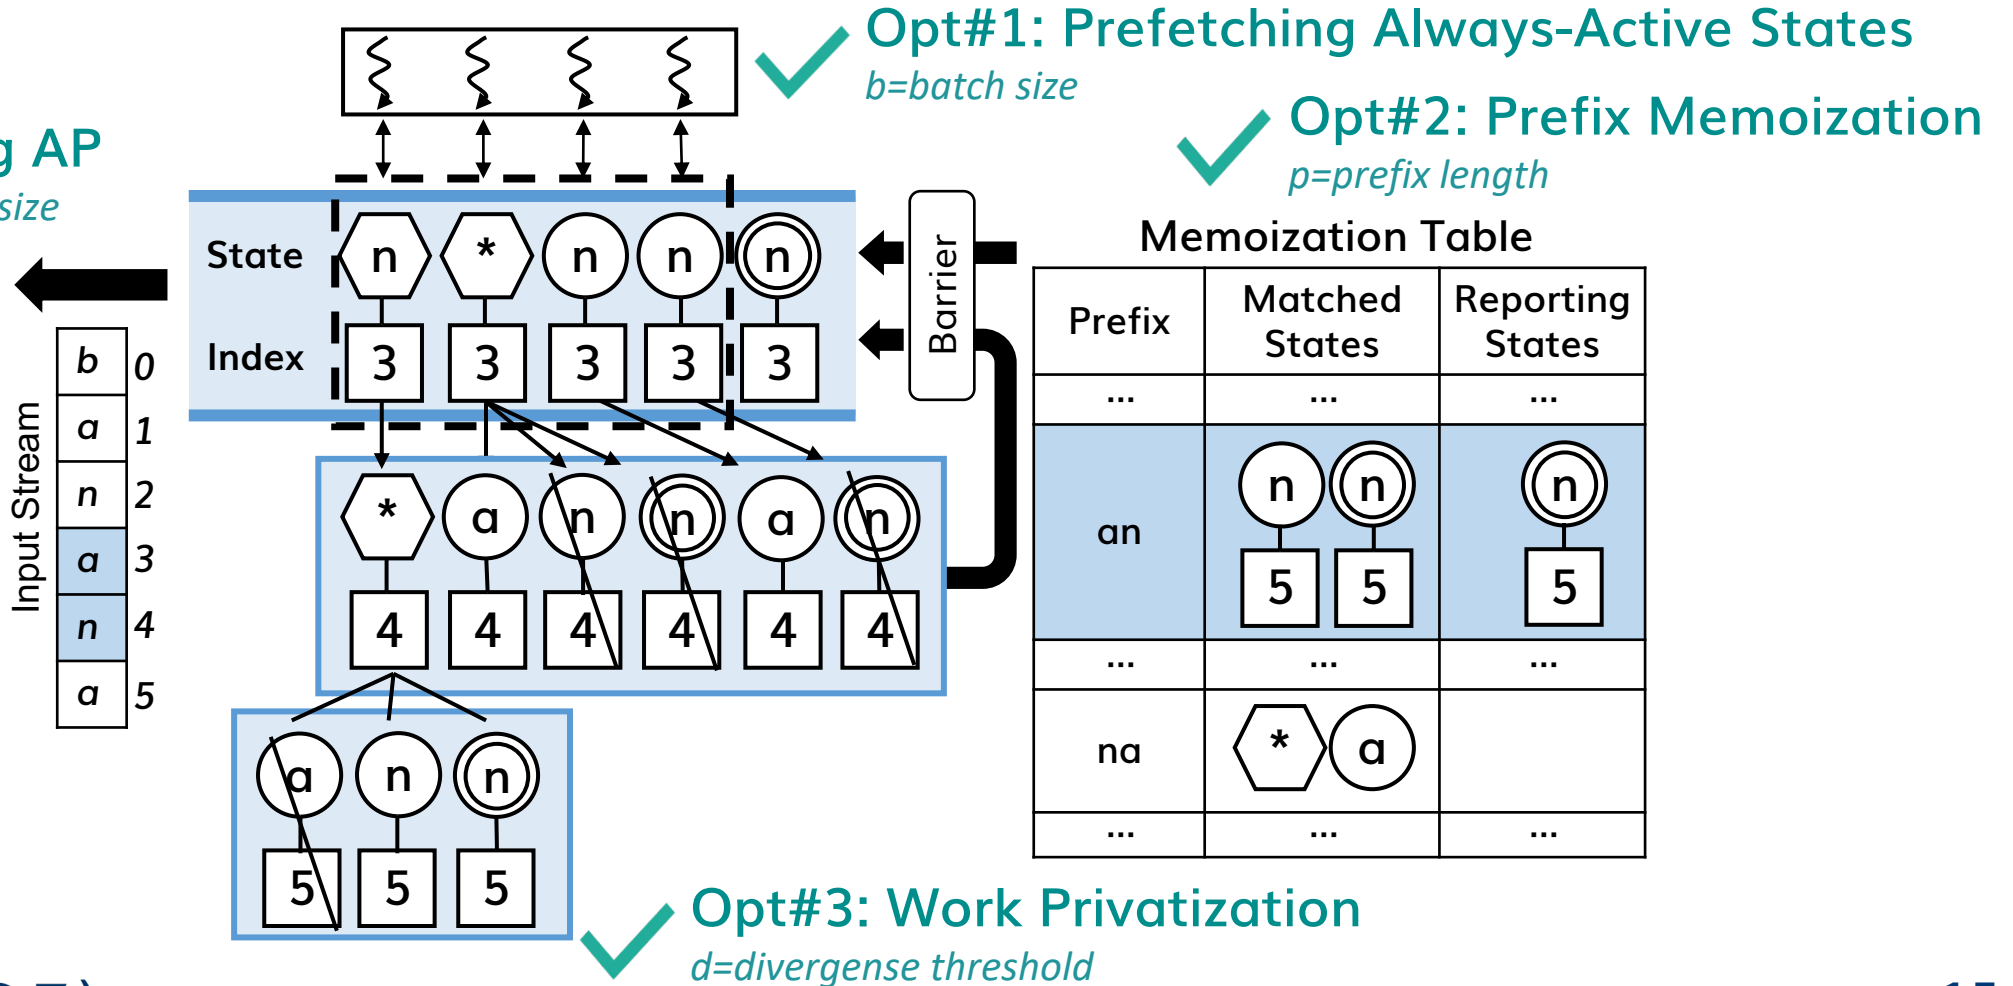 Opt#1: Prefetching Always-Active States
b=batch size
Opt#2: Prefix Memoization
p=prefix length
AP
size
State
n * n n n
Index
3 3 3 3 3
Barrier
Input Stream
b 0
a 1
n 2
a 3
n 4
a 5
* a n n a n
4 4 4 4 4 4
a n n
5 5 5
Memoization Table
Prefix Matched States Reporting States
... ... ...
an n n n
5 5 5
... ... ...
na * a
... ... ...
Opt#3: Work Privatization
d=divergense threshold